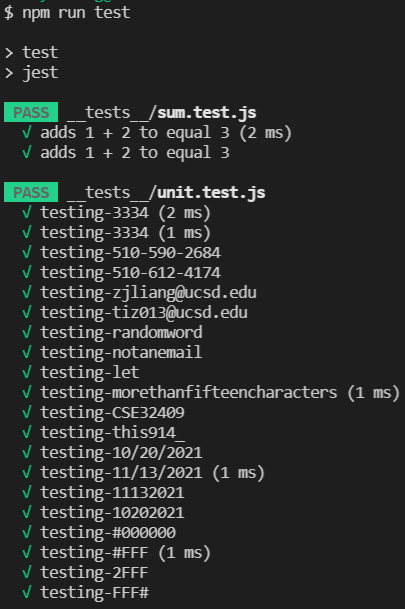 $ npm run test
> test
> jest
PASS __tests__/sum.test.js
√ adds 1 + 2 to equal 3 (2 ms)
√ adds 1 + 2 to equal 3
PASS __tests__/unit.test.js
√ testing-3334 (2 ms)
√ testing-3334 (1 ms)
√ testing-510-590-2684
√ testing-510-612-4174
√ testing-zjliang@ucsd.edu
√ testing-tiz013@ucsd.edu
√ testing-randomword
√ testing-notanemail
√ testing-let
√ testing-morethanfifteencharacters (1 ms)
√ testing-CSE32409
√ testing-this914_
√ testing-10/20/2021
√ testing-11/13/2021 (1 ms)
√ testing-11132021
√ testing-10202021
√ testing-#000000
√ testing-#FFF (1 ms)
√ testing-2FFF
√ testing-FFF#